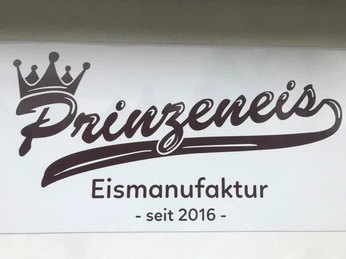 Prinzeneis
Eismanufaktur
- seit 2016 -